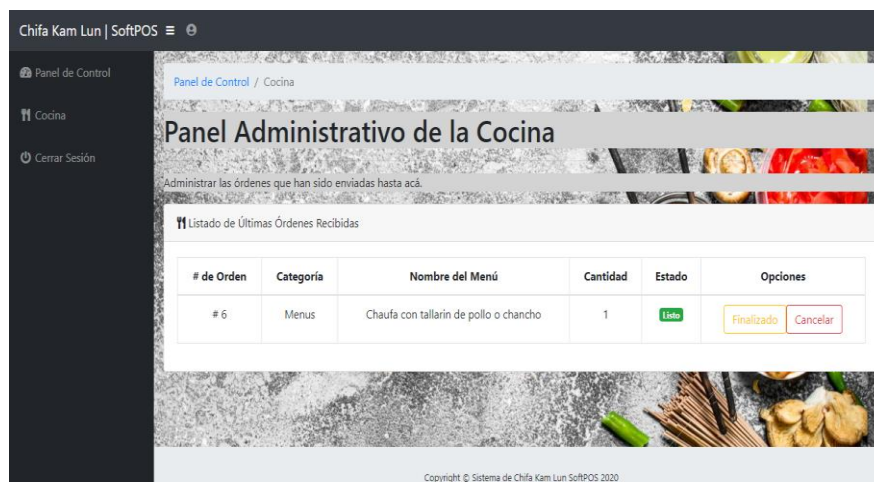 Chifa Kam Lun | SoftPOS
Panel de Control
Cocina
Cerrar Sesión
Panel de Control / Cocina
Panel Administrativo de la Cocina
Administrar las órdenes que han sido enviadas hasta acá.
Listado de Últimas Órdenes Recibidas
# de Orden Categoría Nombre del Menú Cantidad Estado Opciones
# 6 Menus Chaufa con tallarin de pollo o chancho 1 Listo Finalizado Cancelar
Copyright © Sistema de Chifa Kam Lun SoftPOS 2020